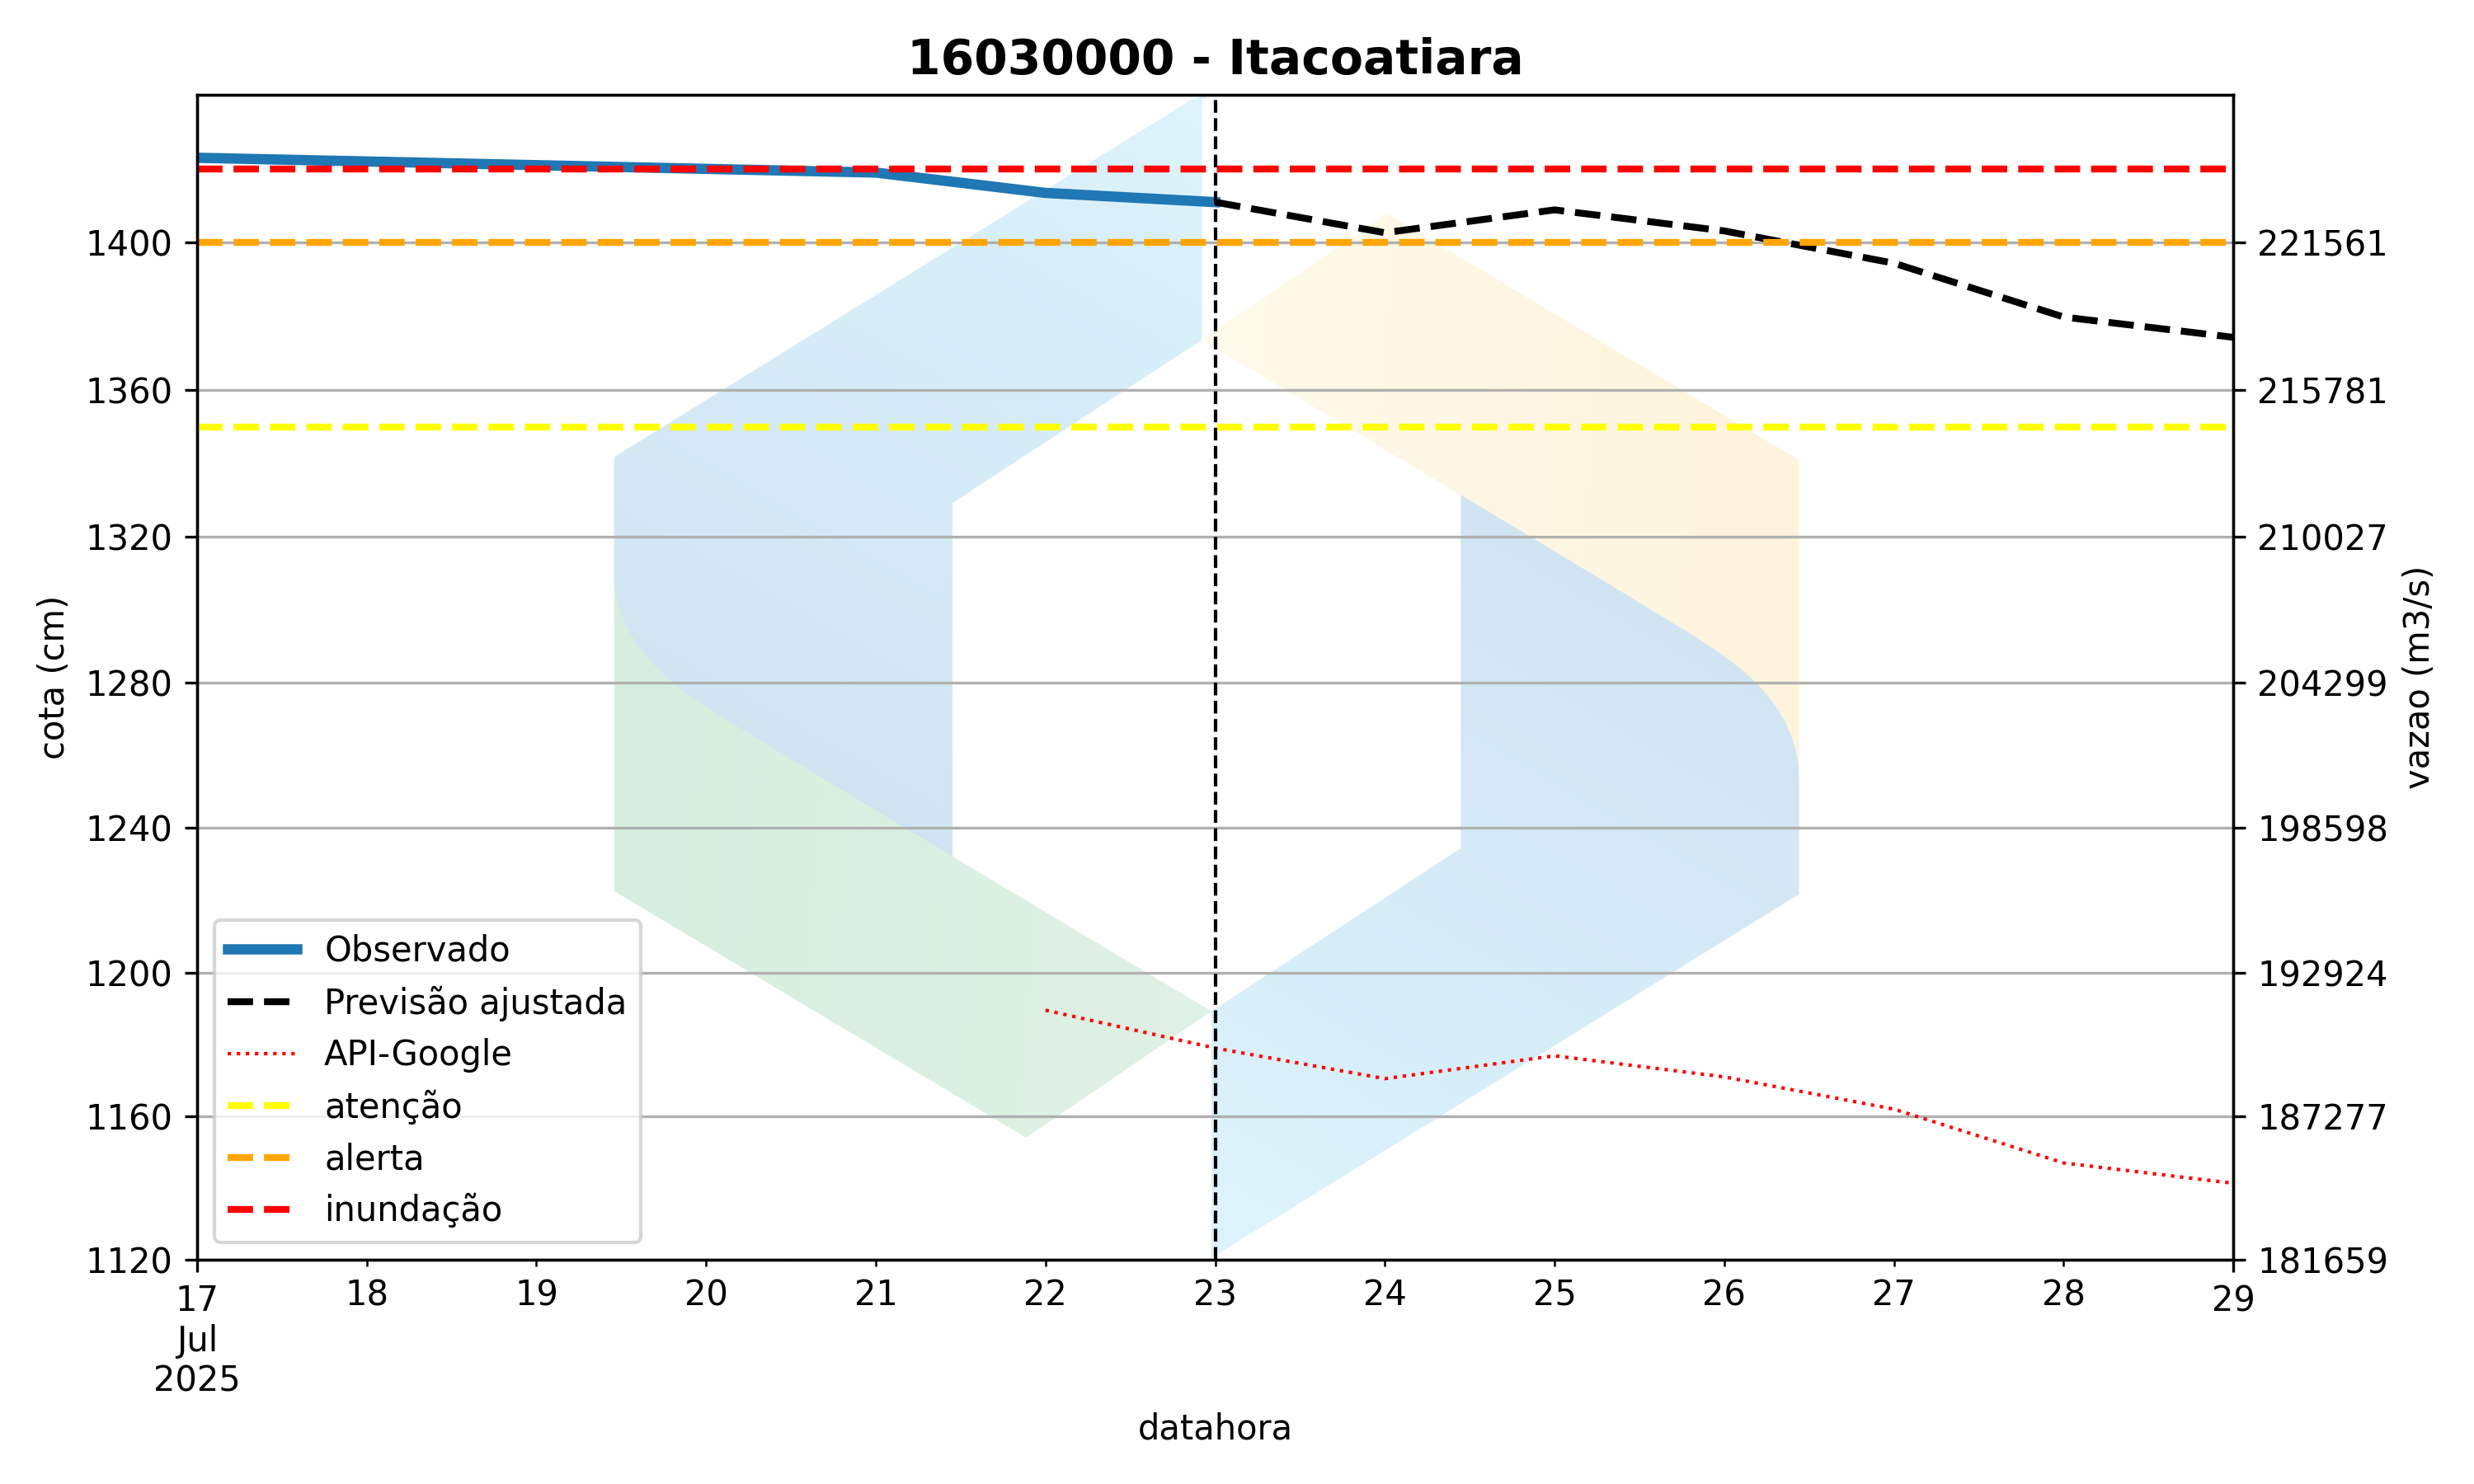 16030000 - Itacoatiara
1400
1360
1320
1280
1240
1200
1160
1120
cota (cm)
221561
215781
210027
204299
198598
192924
187277
181659
vazao (m3/s)
Observado
Previsão ajustada
API-Google
atenção
alerta
inundação
17 18 19 20 21 22 23 24 25 26 27 28 29
Jul
2025
datahora